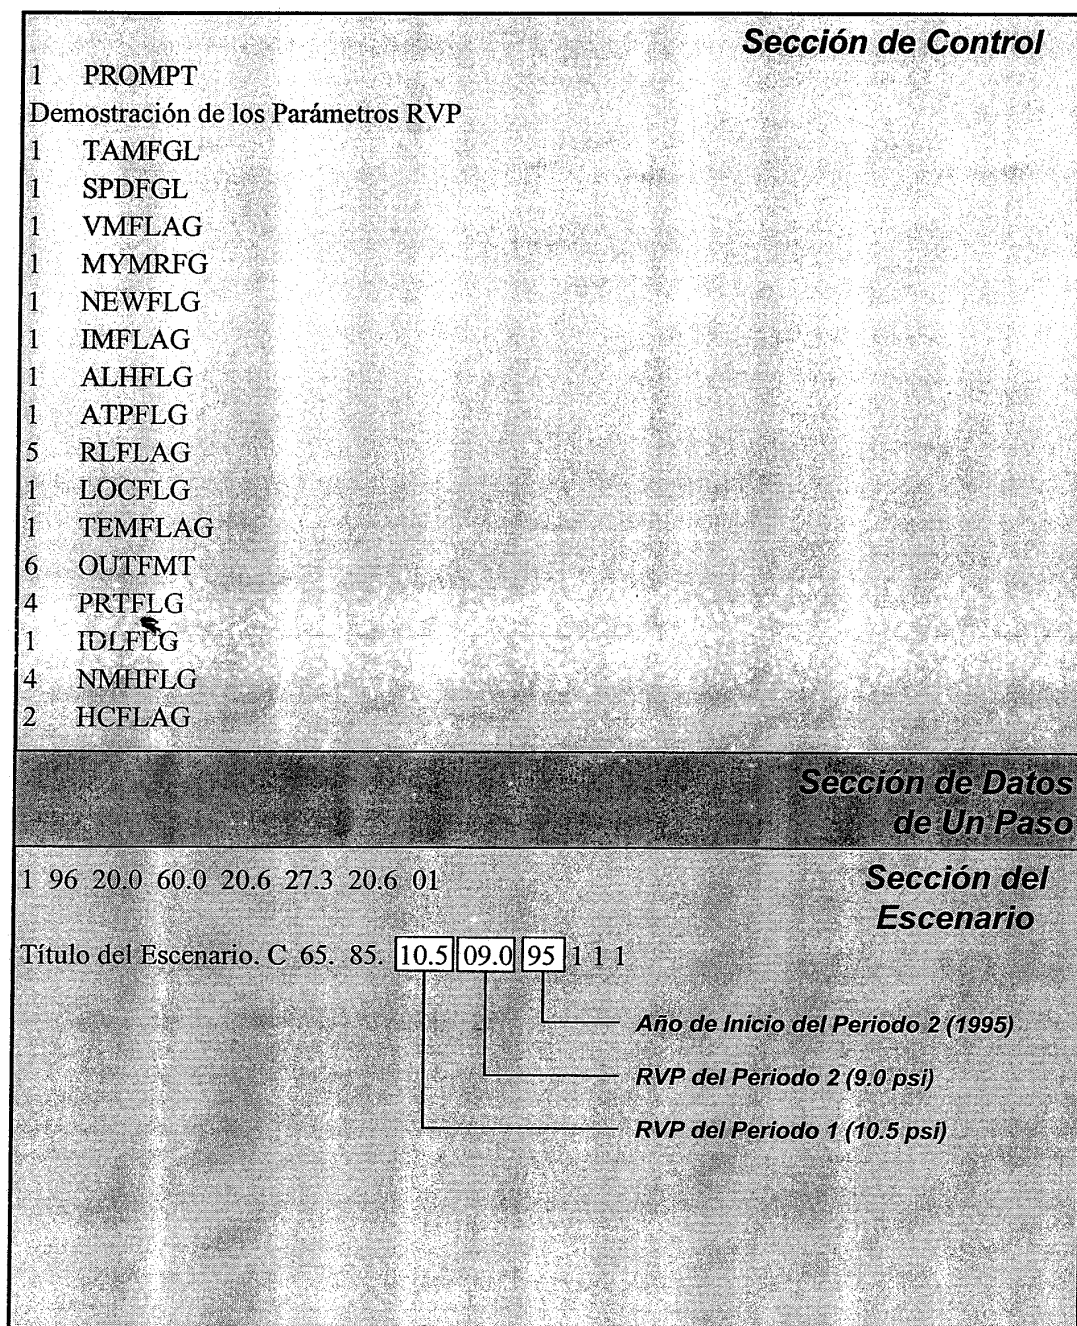 Sección de Control
1 PROMPT
Demostración de los Parámetros RVP
1 TAMFGL
1 SPDFGL
1 VMFLAG
1 MYMRFG
1 NEWFLG
1 IMFLAG
1 ALHFLG
1 ATPFLG
5 RLFLAG
1 LOCFLG
1 TEMFLAG
6 OUTFMT
4 PRTFLG
1 IDLFLG
4 NMHFLG
2 HCFLAG
Sección de Datos
de Un Paso
1 96 20.0 60.0 20.6 27.3 20.6 01
Sección del
Escenario
Título del Escenario. C 65. 85. 10.5 09.0 95 1 1 1
Año de Inicio del Periodo 2 (1995)
RVP del Periodo 2 (9.0 psi)
RVP del Periodo 1 (10.5 psi)